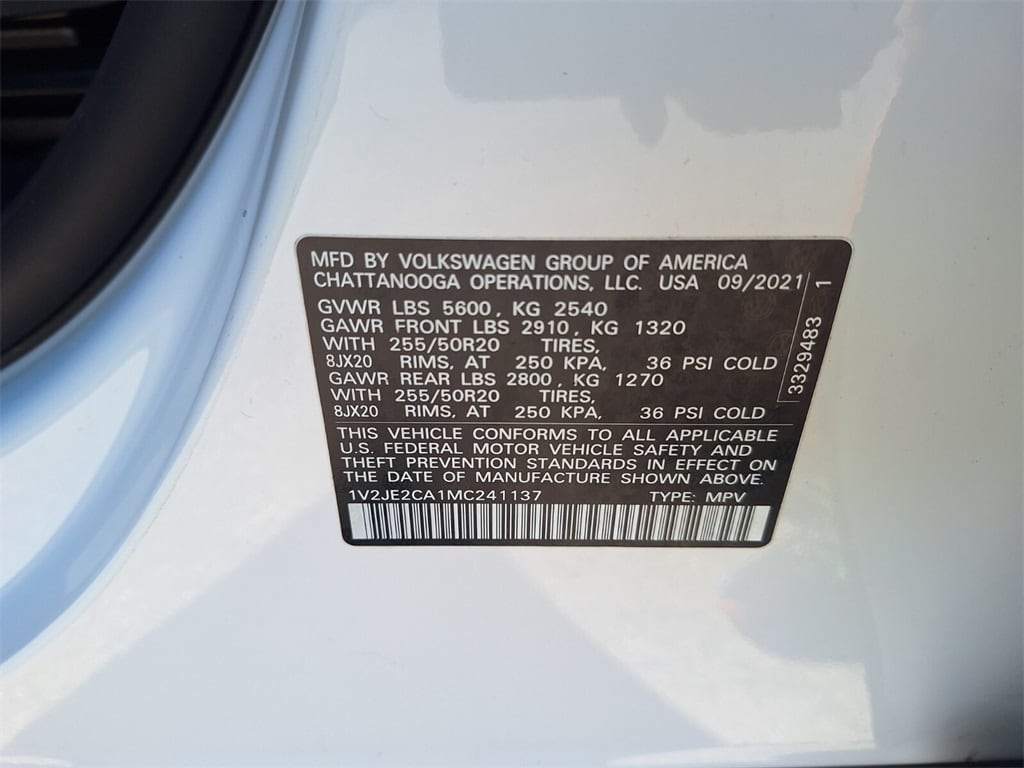 MFD BY VOLKSWAGEN GROUP OF AMERICA
CHATTANOOGA OPERATIONS, LLC. USA 09/2021
GVWR LBS 5600, KG 2540
GAWR FRONT LBS 2910, KG 1320
WITH 255/50R20 TIRES,
8JX20 RIMS, AT 250 KPA, 36 PSI COLD
GAWR REAR LBS 2800, KG 1270
WITH 255/50R20 TIRES,
8JX20 RIMS, AT 250 KPA, 36 PSI COLD
THIS VEHICLE CONFORMS TO ALL APPLICABLE
U.S. FEDERAL MOTOR VEHICLE SAFETY AND
THEFT PREVENTION STANDARDS IN EFFECT ON
THE DATE OF MANUFACTURE SHOWN ABOVE.
1V2JE2CA1MC241137 TYPE: MPV
3329483 1